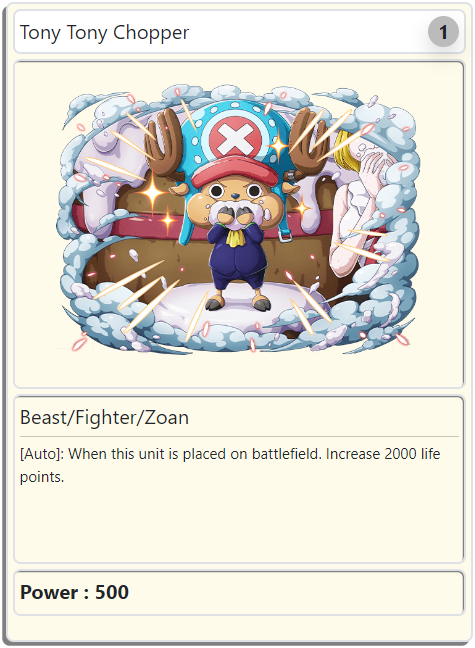 Tony Tony Chopper
1
Beast/Fighter/Zoan
[Auto]: When this unit is placed on battlefield. Increase 2000 life
points.
Power : 500